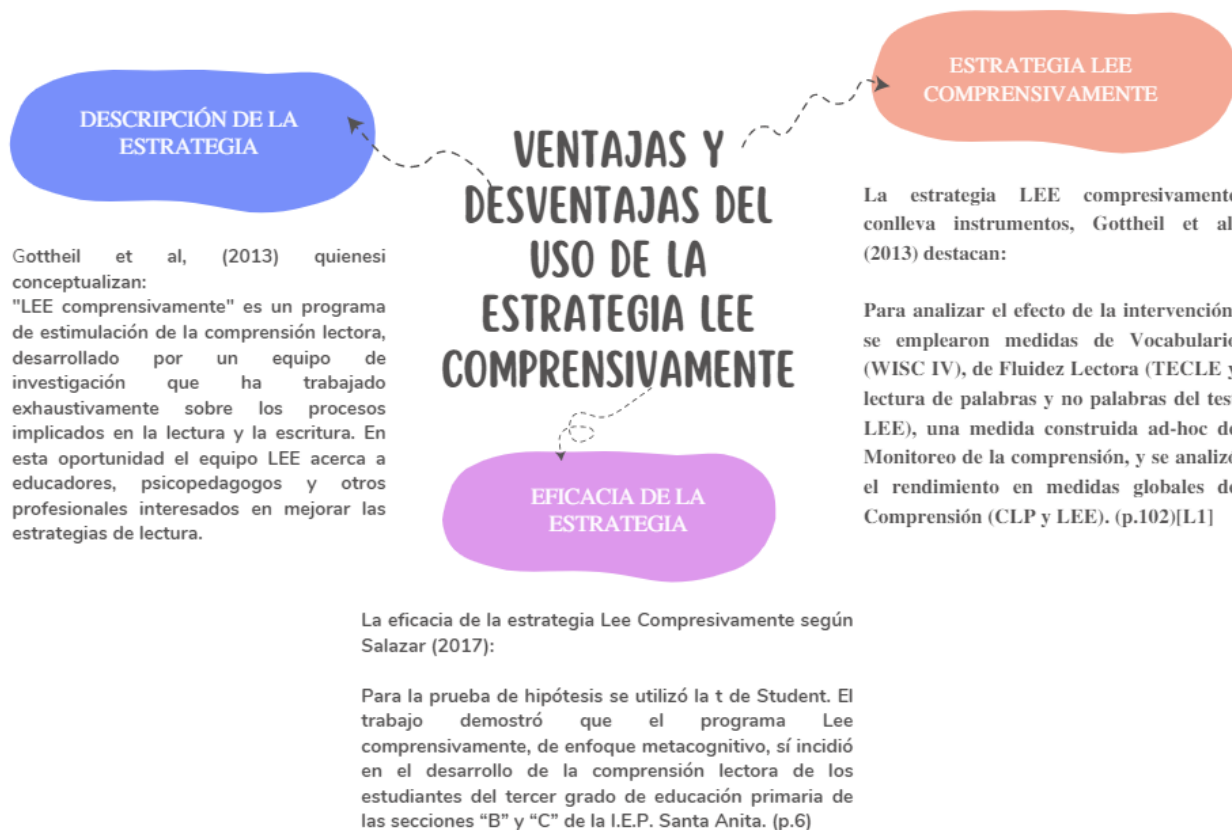 DESCRIPCIÓN DE LA
ESTRATEGIA
Gottheil et al, (2013) quienesi
conceptualizan:
"LEE comprensivamente" es un programa
de estimulación de la comprensión lectora,
desarrollado por un equipo de
investigación que ha trabajado
exhaustivamente sobre los procesos
implicados en la lectura y la escritura. En
esta oportunidad el equipo LEE acerca a
educadores, psicopedagogos y otros
profesionales interesados en mejorar las
estrategias de lectura.
VENTAJAS Y
DESVENTAJAS DEL
USO DE LA
ESTRATEGIA LEE
COMPRENSIVAMENTE
ESTRATEGIA LEE
COMPRENSIVAMENTE
La estrategia LEE compresivamente
conlleva instrumentos, Gottheil et al
(2013) destacan:
Para analizar el efecto de la intervención
se emplearon medidas de Vocabulario
(WISC IV), de Fluidez Lectora (TECLE y
lectura de palabras y no palabras del test
LEE), una medida construida ad-hoc de
Monitoreo de la comprensión, y se analizó
el rendimiento en medidas globales de
Comprensión (CLP y LEE). (p.102)[L1]
EFICACIA DE LA
ESTRATEGIA
La eficacia de la estrategia Lee Compresivamente según
Salazar (2017):
Para la prueba de hipótesis se utilizó la t de Student. El
trabajo demostró que el programa Lee
comprensivamente, de enfoque metacognitivo, sí incidió
en el desarrollo de la comprensión lectora de los
estudiantes del tercer grado de educación primaria de
las secciones “B” y “C” de la I.E.P. Santa Anita. (p.6)